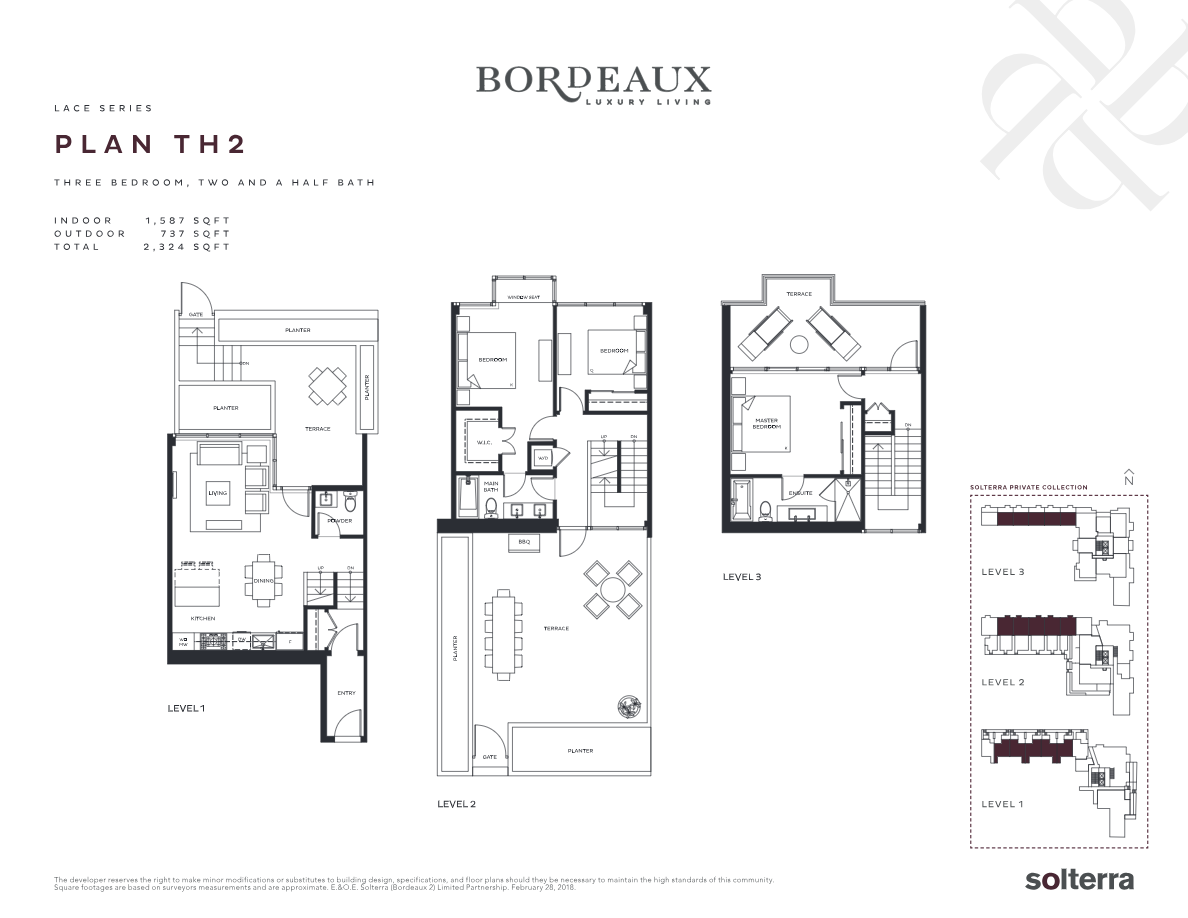 BORDEAUX
LUXURY LIVING
LACE SERIES
PLAN TH2
THREE BEDROOM, TWO AND A HALF BATH
INDOOR 1,587 SQFT
OUTDOOR 737 SQFT
TOTAL 2,324 SQFT
GATE
PLANTER
DN
PLANTER
PLANTER
TERRACE
LIVING
POWDER
DINING
UP
DN
KITCHEN
WO
MW
DW
F
ENTRY
LEVEL 1
WINDOW SEAT
BEDROOM
K
BEDROOM
Q
W.I.C.
W/D
UP
DN
MAIN
BATH
BBQ
PLANTER
TERRACE
GATE
PLANTER
LEVEL 2
TERRACE
MASTER
BEDROOM
K
DN
ENSUITE
LEVEL 3
N
SOLTERRA PRIVATE COLLECTION
LEVEL 3
LEVEL 2
LEVEL 1
The developer reserves the right to make minor modifications or substitutes to building design, specifications, and floor plans should they be necessary to maintain the high standards of this community.
Square footages are based on surveyors measurements and are approximate. E.&O.E. Solterra (Bordeaux 2) Limited Partnership. February 28, 2018.
solterra